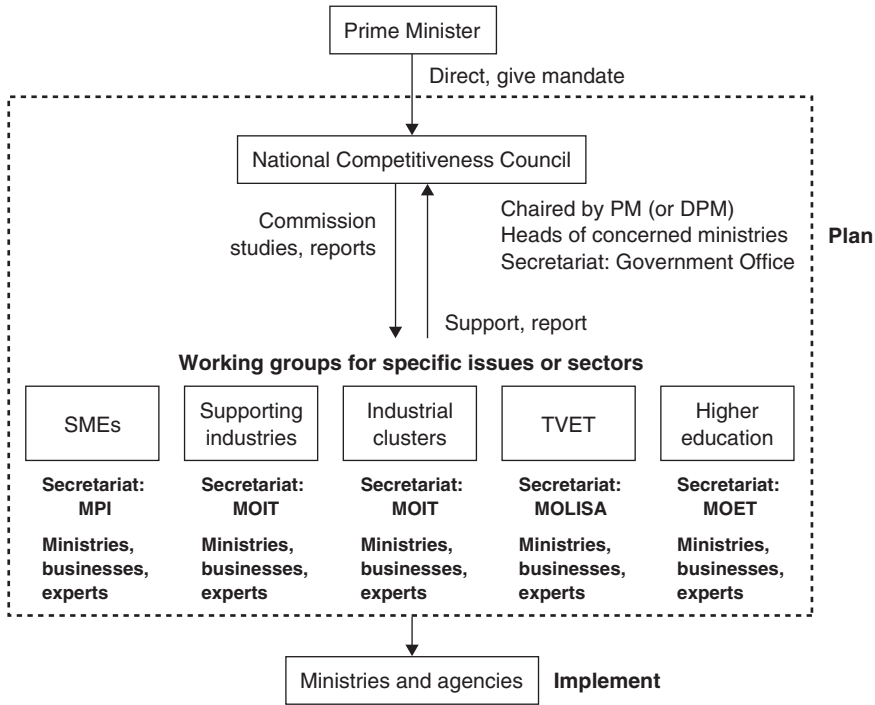 Prime Minister
Direct, give mandate
National Competitiveness Council
Commission
studies, reports
Chaired by PM (or DPM)
Heads of concerned ministries
Secretariat: Government Office
Plan
Support, report
Working groups for specific issues or sectors
SMEs
Supporting
industries
Industrial
clusters
TVET
Higher
education
Secretariat:
MPI
Secretariat:
MOIT
Secretariat:
MOIT
Secretariat:
MOLISA
Secretariat:
MOET
Ministries,
businesses,
experts
Ministries,
businesses,
experts
Ministries,
businesses,
experts
Ministries,
businesses,
experts
Ministries,
businesses,
experts
Ministries and agencies
Implement